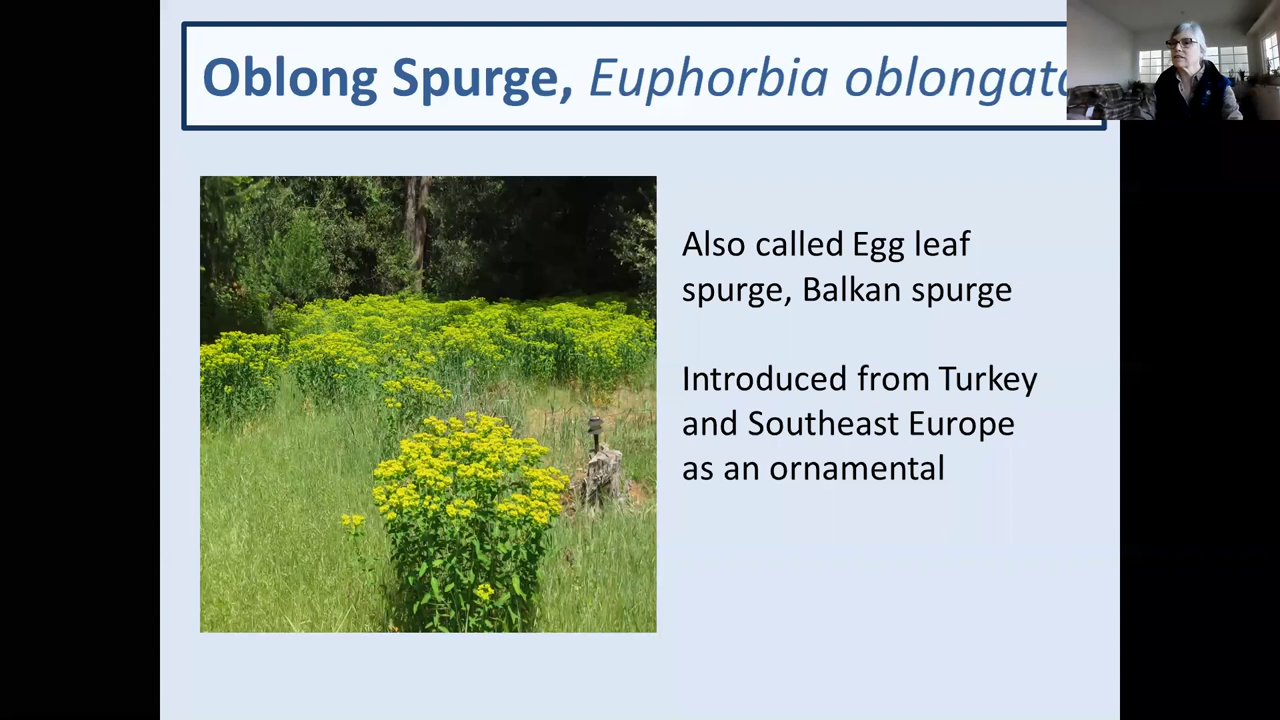 Oblong Spurge, Euphorbia oblongata
Also called Egg leaf
spurge, Balkan spurge
Introduced from Turkey
and Southeast Europe
as an ornamental